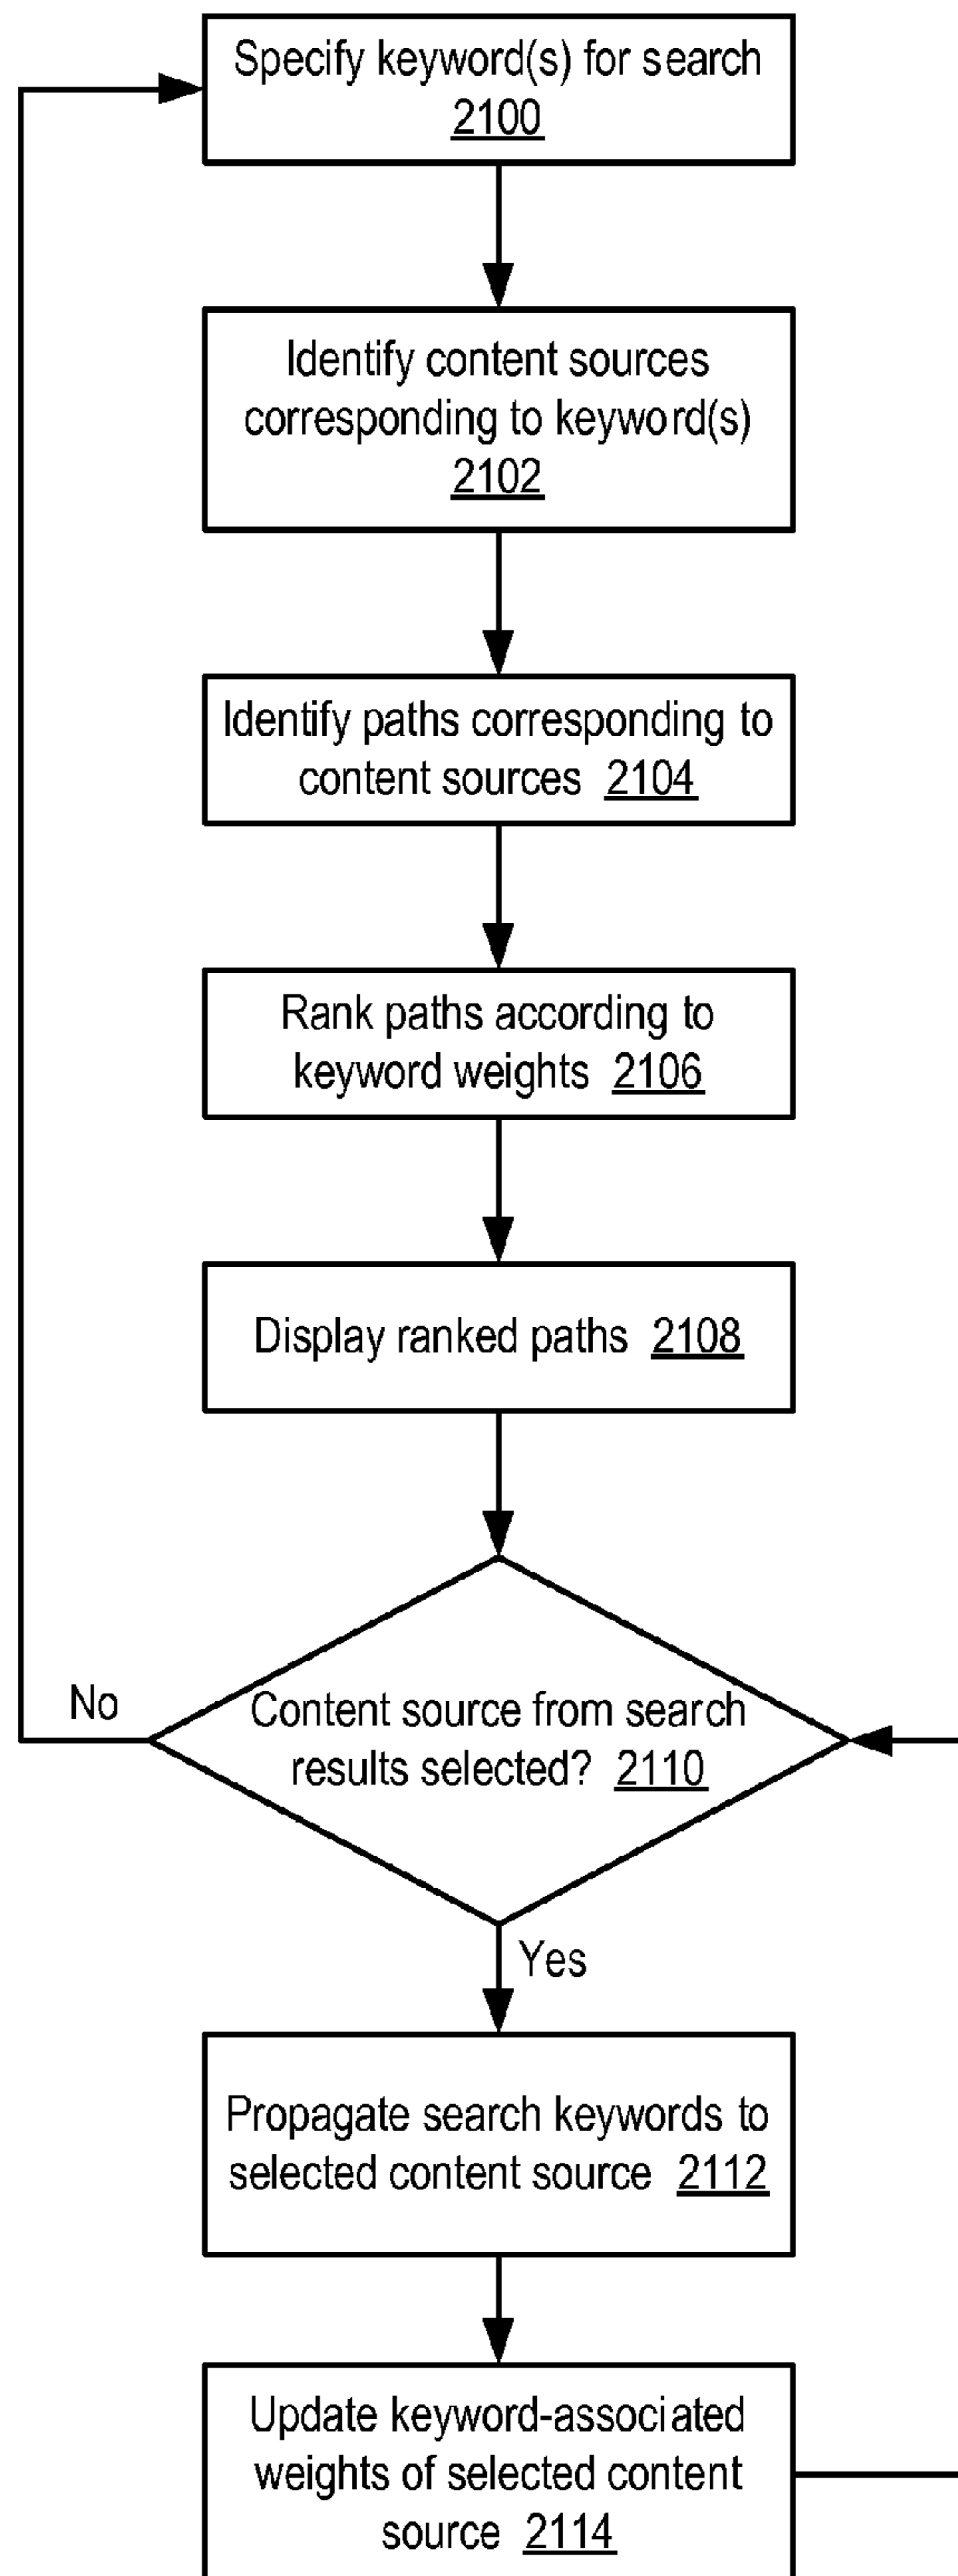 Specify keyword(s) for search
2100
Identify content sources
corresponding to keyword(s)
2102
Identify paths corresponding to
content sources 2104
Rank paths according to
keyword weights 2106
Display ranked paths 2108
Content source from search
results selected? 2110
No
Yes
Propagate search keywords to
selected content source 2112
Update keyword-associated
weights of selected content
source 2114